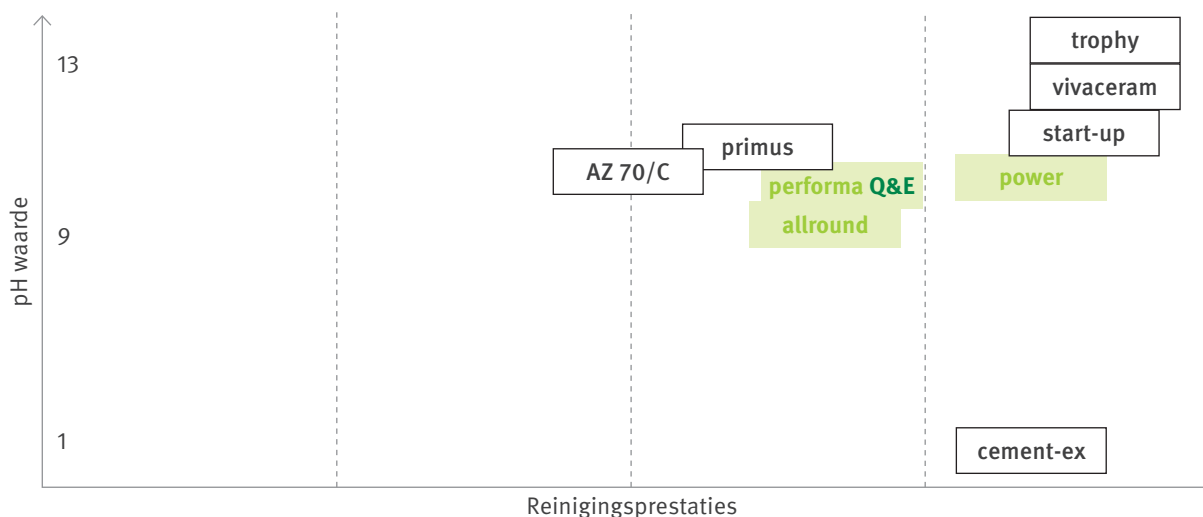 trophy
13
vivaceram
start-up
primus
AZ 70/C
power
performa Q&E
allround
9
pH waarde
1
cement-ex
Reinigingsprestaties